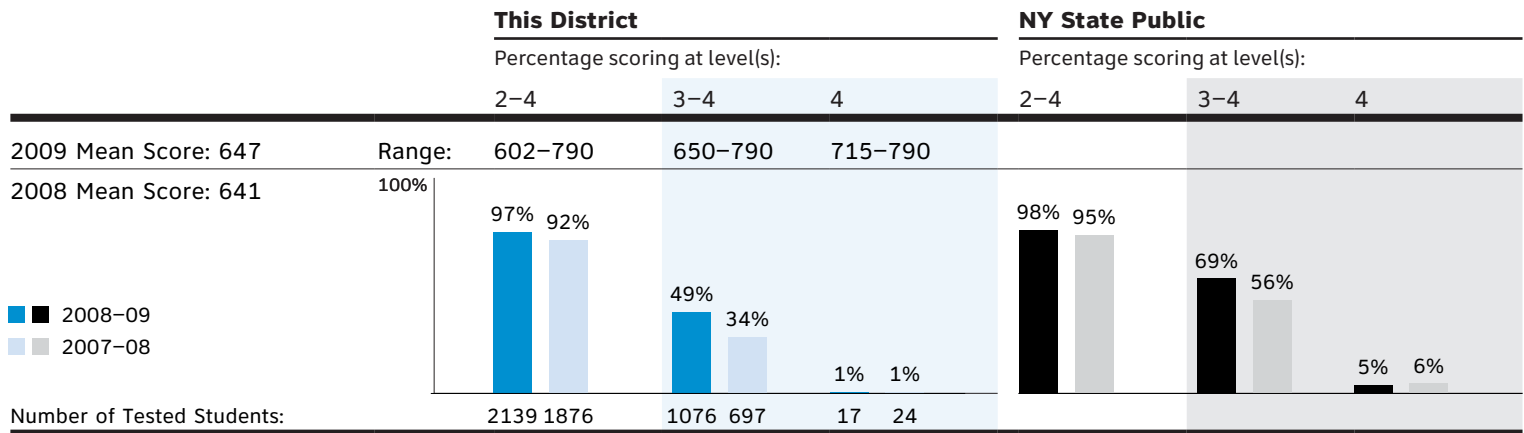 This District NY State Public
Percentage scoring at level(s): Percentage scoring at level(s):
2–4 3–4 4 2–4 3–4 4
2009 Mean Score: 647 Range: 602–790 650–790 715–790
2008 Mean Score: 641 100%
97% 92% 98% 95%
69%
49% 56%
34%
1% 1% 5% 6%
2008–09
2007–08
Number of Tested Students: 2139 1876 1076 697 17 24